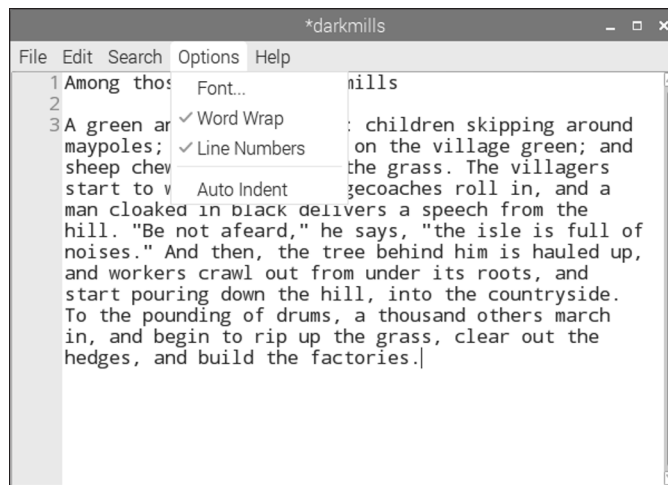 *darkmills
File Edit Search Options Help
Font...
Word Wrap
Line Numbers
Auto Indent
1 Among mills
2
3 A green children skipping around
maypoles; on the village green; and
sheep the grass. The villagers
start to roll in, and a
man cloaked in black delivers a speech from the
hill. "Be not afeard," he says, "the isle is full of
noises." And then, the tree behind him is hauled up,
and workers crawl out from under its roots, and
start pouring down the hill, into the countryside.
To the pounding of drums, a thousand others march
in, and begin to rip up the grass, clear out the
hedges, and build the factories.